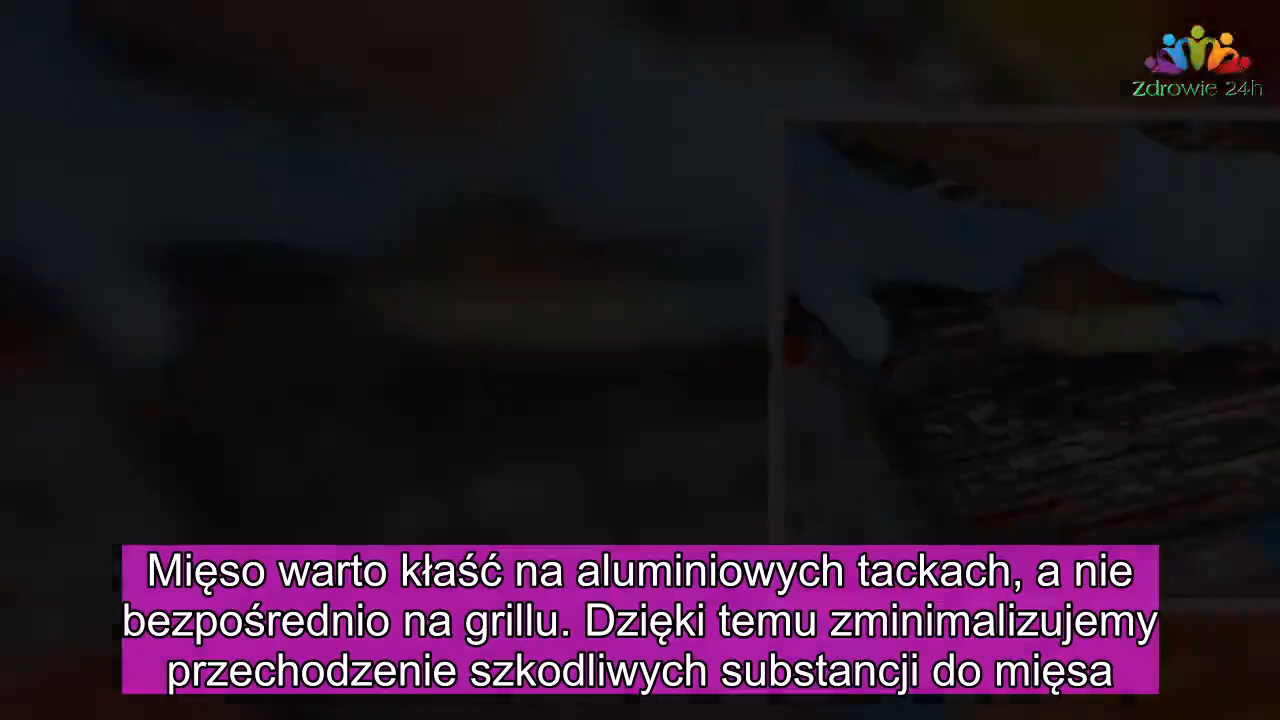 Zdrowie 24h
Mięso warto kłaść na aluminiowych tackach, a nie
bezpośrednio na grillu. Dzięki temu zminimalizujemy
przechodzenie szkodliwych substancji do mięsa